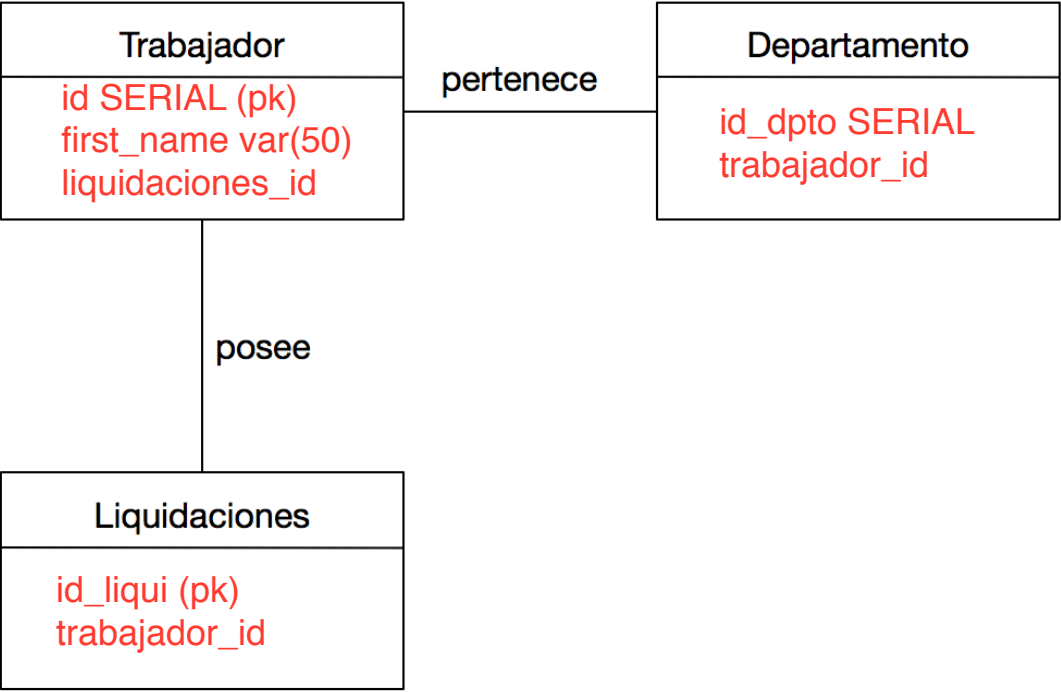 Trabajador
id SERIAL (pk)
first_name var(50)
liquidaciones_id
pertenece
Departamento
id_dpto SERIAL
trabajador_id
posee
Liquidaciones
id_liqui (pk)
trabajador_id